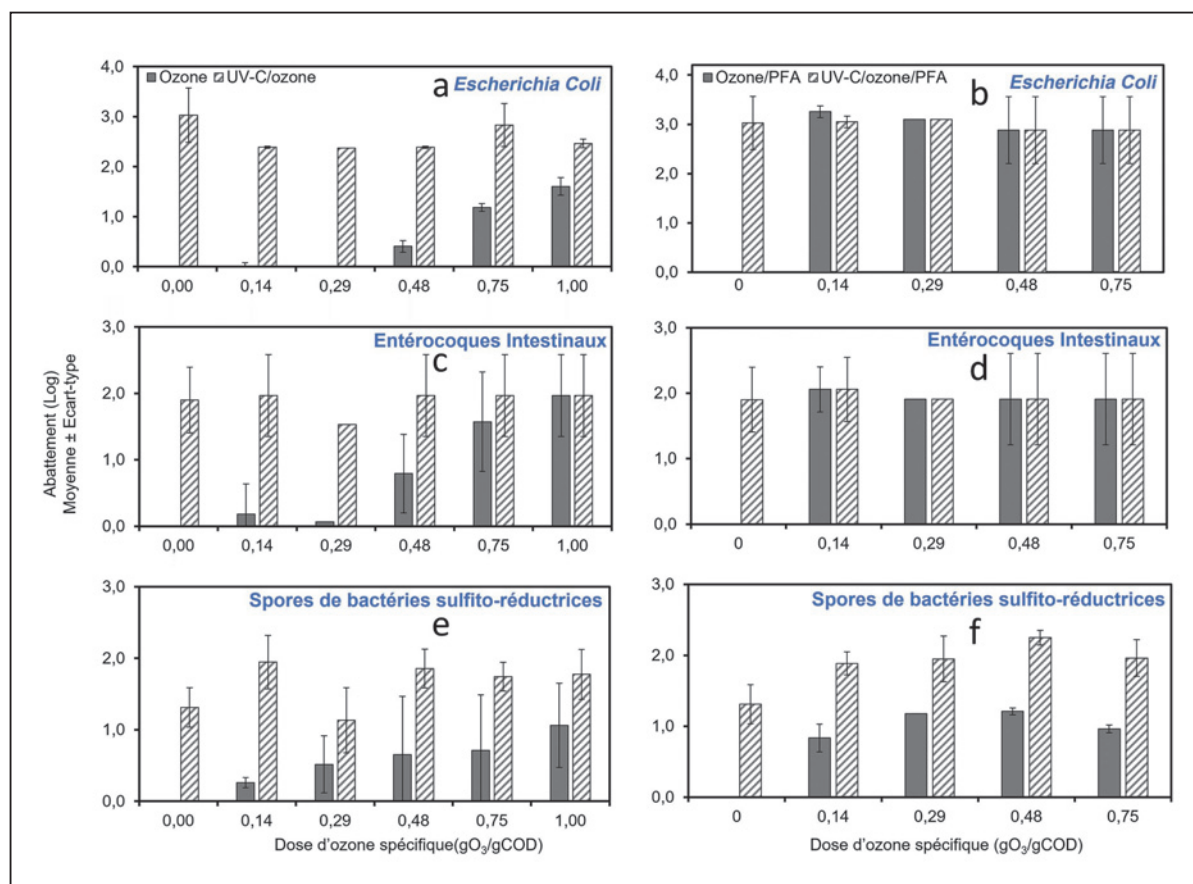 Ozone UV-C/ozone
a
Escherichia Coli
4,0
3,0
2,0
1,0
0,0
0,00 0,14 0,29 0,48 0,75 1,00
Ozone/PFA UV-C/ozone/PFA
b
Escherichia Coli
4,0
3,0
2,0
1,0
0,0
0 0,14 0,29 0,48 0,75
Abattement (Log)
Moyenne ± Ecart-type
Entérocoques Intestinaux
c
3,0
2,0
1,0
0,0
0,00 0,14 0,29 0,48 0,75 1,00
Entérocoques Intestinaux
d
3,0
2,0
1,0
0,0
0 0,14 0,29 0,48 0,75
Spores de bactéries sulfito-réductrices
e
3,0
2,0
1,0
0,0
0,00 0,14 0,29 0,48 0,75 1,00
Dose d'ozone spécifique(gO₃/gCOD)
Spores de bactéries sulfito-réductrices
f
3,0
2,0
1,0
0,0
0 0,14 0,29 0,48 0,75
Dose d'ozone spécifique (gO₃/gCOD)